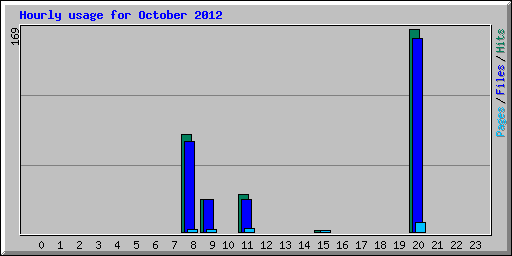 Hourly usage for October 2012
169
Pages/Files/Hits
0 1 2 3 4 5 6 7 8 9 10 11 12 13 14 15 16 17 18 19 20 21 22 23